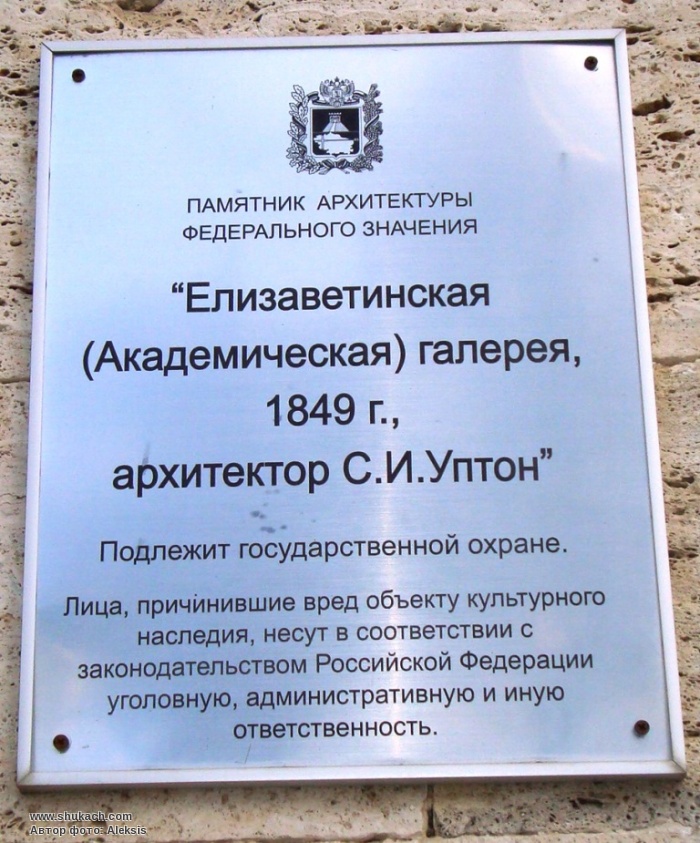 ПАМЯТНИК АРХИТЕКТУРЫ
ФЕДЕРАЛЬНОГО ЗНАЧЕНИЯ
“Елизаветинская
(Академическая) галерея,
1849 г.,
архитектор С.И.Уптон”
Подлежит государственной охране.
Лица, причинившие вред объекту культурного
наследия, несут в соответствии с
законодательством Российской Федерации
уголовную, административную и иную
ответственность.
www.shukach.com
Автор фото: Aleksis